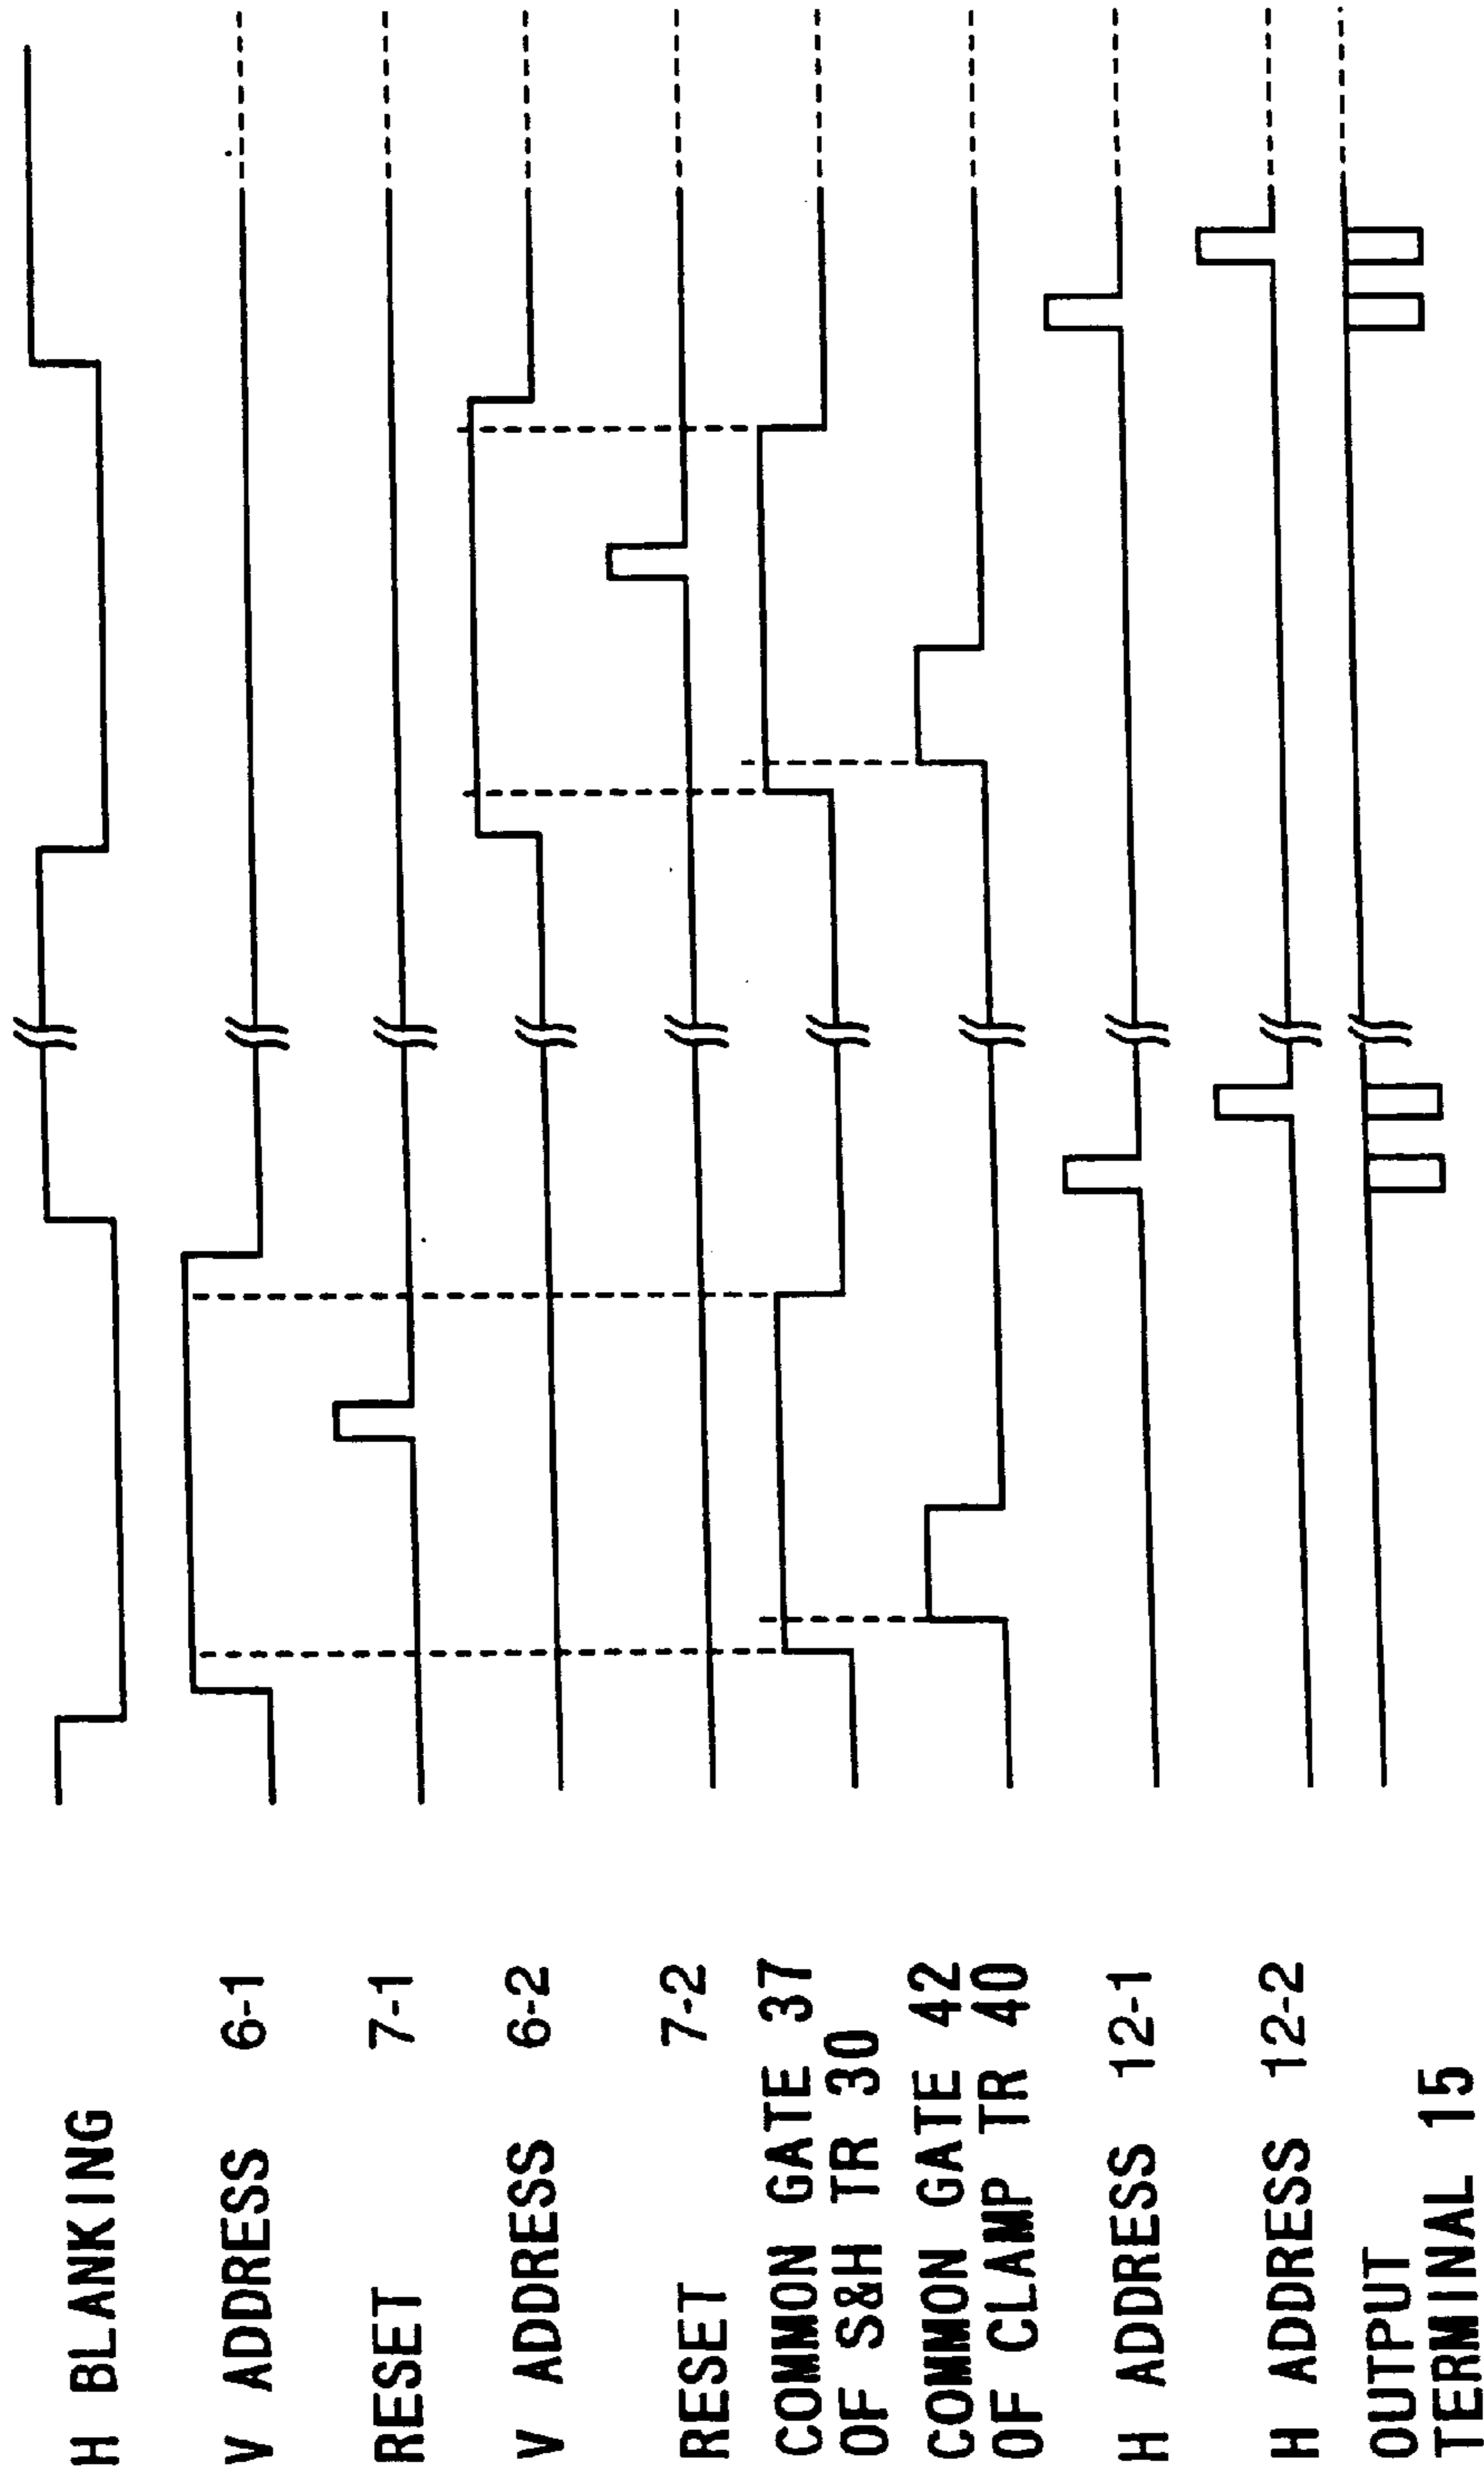 H BLANKING
V ADDRESS 6-1
RESET 7-1
V ADDRESS 6-2
RESET 7-2
COMMON GATE 37
OF S&H TR 30
COMMON GATE 42
OF CLAMP TR 40
H ADDRESS 12-1
H ADDRESS 12-2
OUTPUT
TERMINAL 15